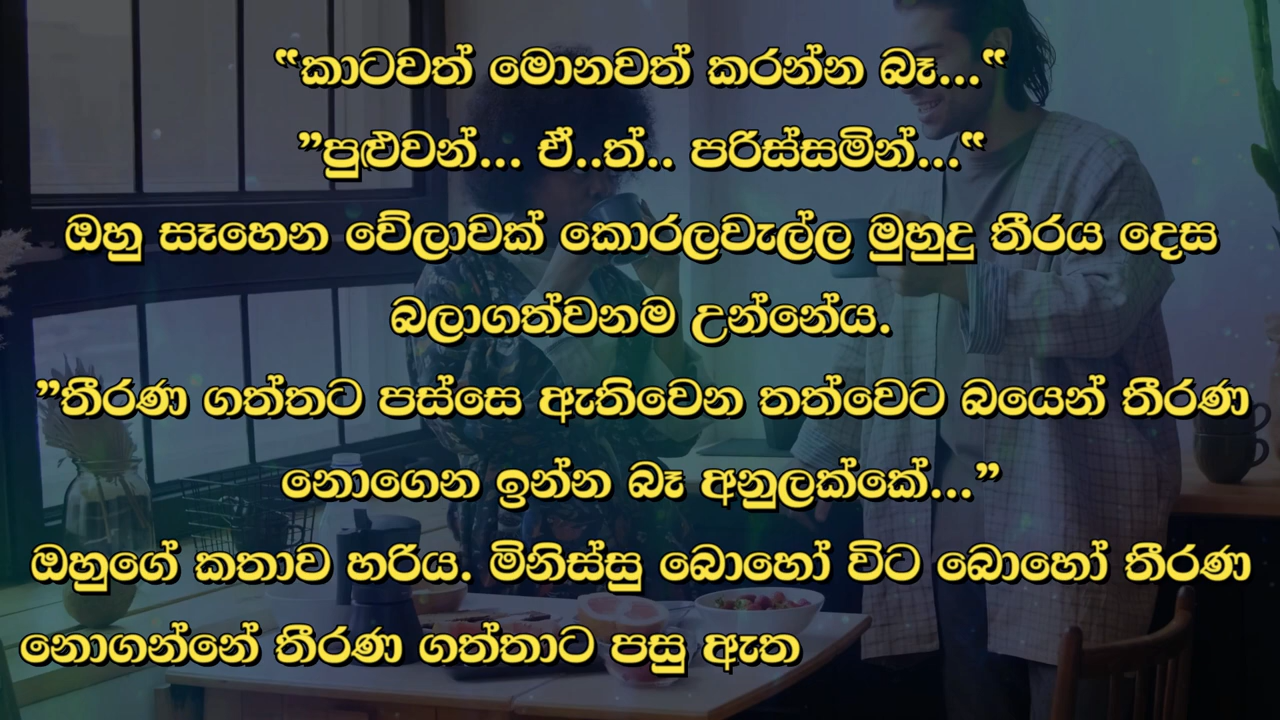 “කාටවත් මොනවත් කරන්න බෑ...“
”පුළුවන්... ඒ..ත්.. පරිස්සමින්...“
ඔහු සෑහෙන වේලාවක් කොරලවැල්ල මුහුදු තීරය දෙස
බලාගත්වනම උන්නේය.
”තීරණ ගත්තට පස්සෙ ඇතිවෙන තත්වෙට බයෙන් තීරණ
නොගෙන ඉන්න බෑ අනුලක්කේ...”
ඔහුගේ කතාව හරිය. මිනිස්සු බොහෝ විට බොහෝ තීරණ
නොගන්නේ තීරණ ගත්තාට පසු ඇත